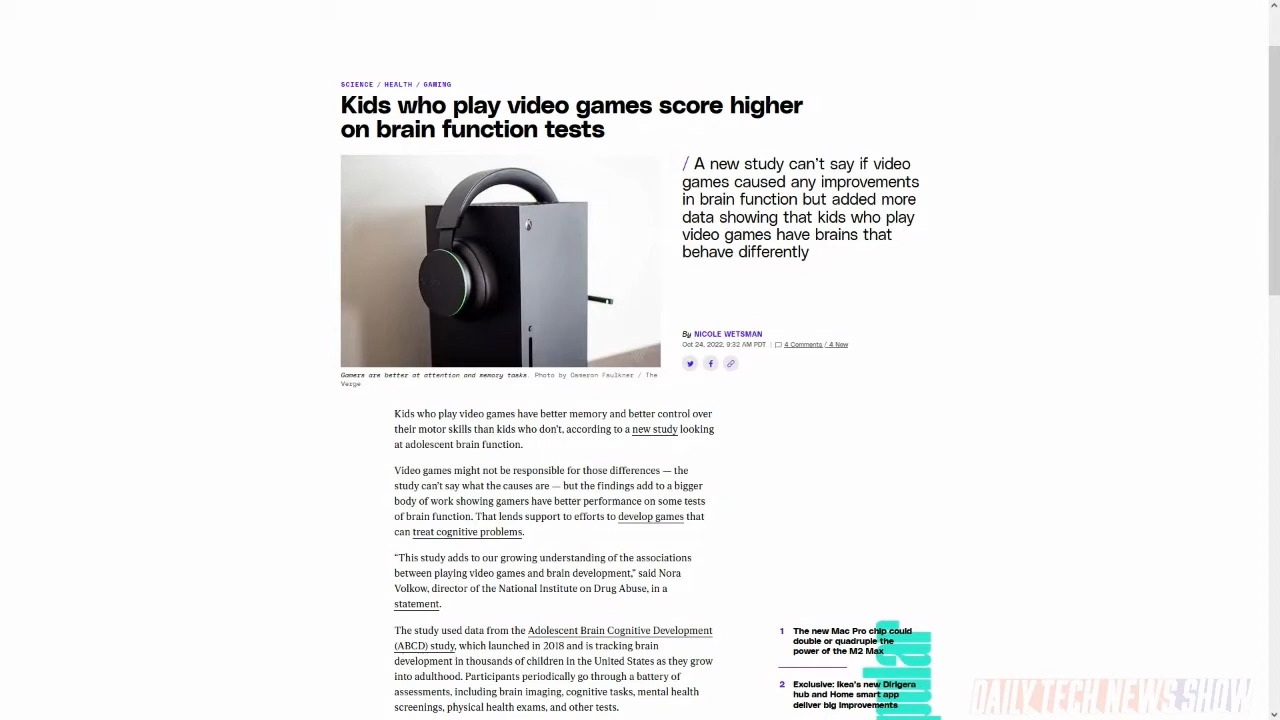 SCIENCE / HEALTH / GAMING
Kids who play video games score higher
on brain function tests
/ A new study can't say if video
games caused any improvements
in brain function but added more
data showing that kids who play
video games have brains that
behave differently
By NICOLE WETSMAN
Oct 24, 2022, 9:32 AM PDT | 4 Comments / 4 New
Gamers are better at attention and memory tasks. Photo by Cameron Faulkner / The
Verge
Kids who play video games have better memory and better control over
their motor skills than kids who don't, according to a new study looking
at adolescent brain function.
Video games might not be responsible for those differences — the
study can't say what the causes are — but the findings add to a bigger
body of work showing gamers have better performance on some tests
of brain function. That lends support to efforts to develop games that
can treat cognitive problems.
“This study adds to our growing understanding of the associations
between playing video games and brain development,” said Nora
Volkow, director of the National Institute on Drug Abuse, in a
statement.
The study used data from the Adolescent Brain Cognitive Development
(ABCD) study, which launched in 2018 and is tracking brain
development in thousands of children in the United States as they grow
into adulthood. Participants periodically go through a battery of
assessments, including brain imaging, cognitive tasks, mental health
screenings, physical health exams, and other tests.
1 The new Mac Pro chip could
double or quadruple the
power of the M2 Max
2 Exclusive: Ikea's new Dirigera
hub and Home smart app
deliver big improvements
DAILY TECH NEWS SHOW